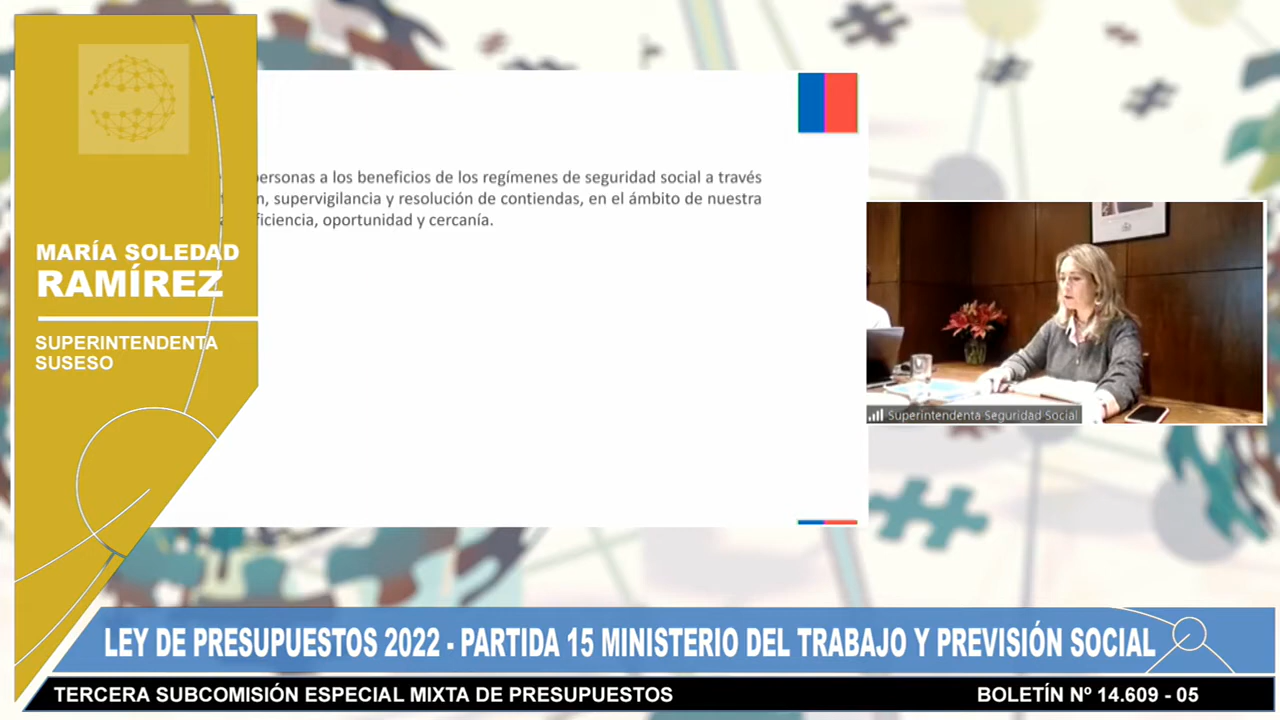 MARÍA SOLEDAD
RAMÍREZ
SUPERINTENDENTA
SUSESO
personas a los beneficios de los regímenes de seguridad social a través
supervigilancia y resolución de contiendas, en el ámbito de nuestra
oportunidad y cercanía.
Superintendenta Seguridad Social
LEY DE PRESUPUESTOS 2022 - PARTIDA 15 MINISTERIO DEL TRABAJO Y PREVISIÓN SOCIAL
TERCERA SUBCOMISIÓN ESPECIAL MIXTA DE PRESUPUESTOS
BOLETÍN Nº 14.609 - 05